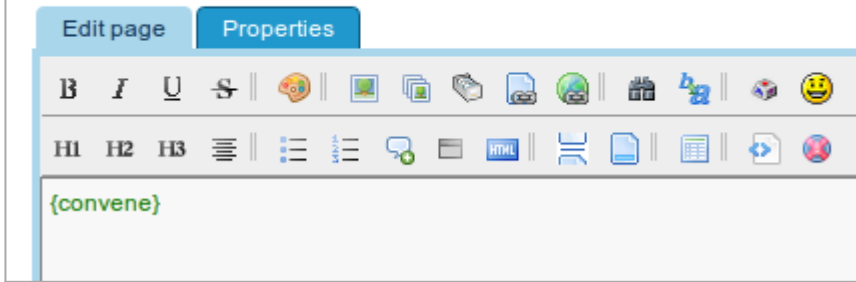 Edit page Properties
B I U S
H1 H2 H3 HTML
{convene}